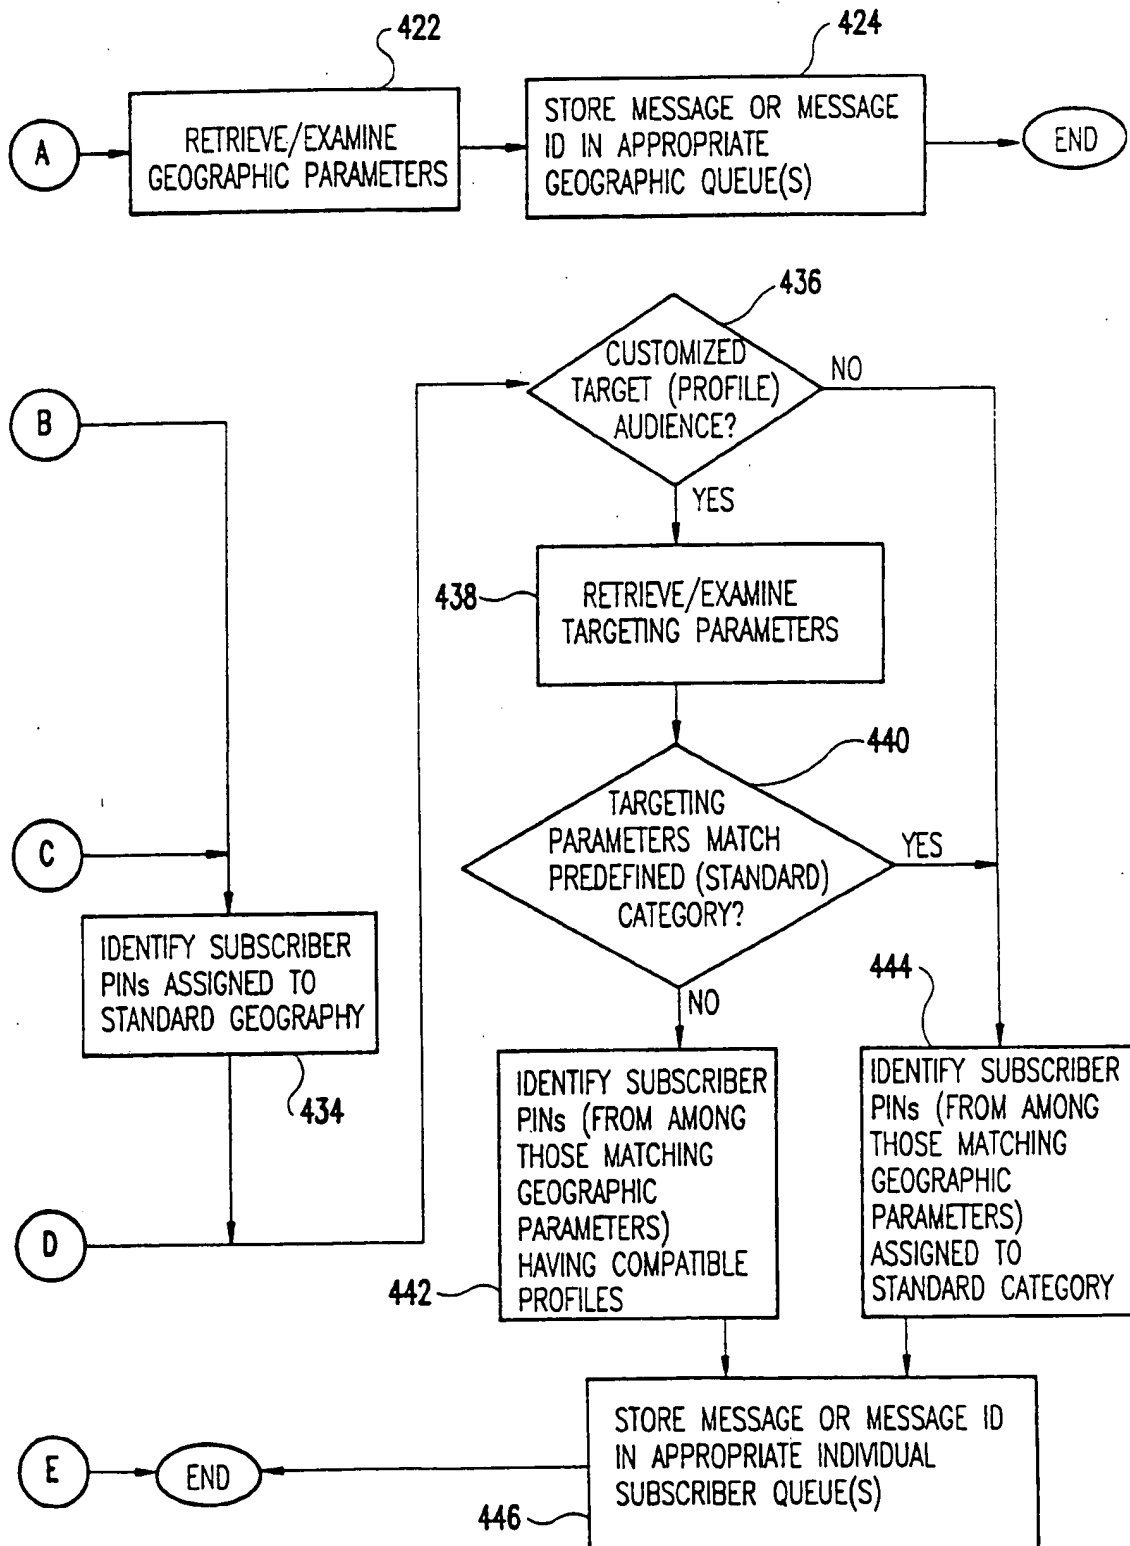 422
424
A
RETRIEVE/EXAMINE
GEOGRAPHIC PARAMETERS
STORE MESSAGE OR MESSAGE
ID IN APPROPRIATE
GEOGRAPHIC QUEUE(S)
END
436
CUSTOMIZED
TARGET (PROFILE)
AUDIENCE?
NO
B
YES
438
RETRIEVE/EXAMINE
TARGETING PARAMETERS
440
TARGETING
PARAMETERS MATCH
PREDEFINED (STANDARD)
CATEGORY?
YES
C
NO
IDENTIFY SUBSCRIBER
PINs ASSIGNED TO
STANDARD GEOGRAPHY
434
444
IDENTIFY SUBSCRIBER
PINs (FROM AMONG
THOSE MATCHING
GEOGRAPHIC
PARAMETERS)
HAVING COMPATIBLE
PROFILES
442
IDENTIFY SUBSCRIBER
PINs (FROM AMONG
THOSE MATCHING
GEOGRAPHIC
PARAMETERS)
ASSIGNED TO
STANDARD CATEGORY
D
STORE MESSAGE OR MESSAGE ID
IN APPROPRIATE INDIVIDUAL
SUBSCRIBER QUEUE(S)
446
E
END